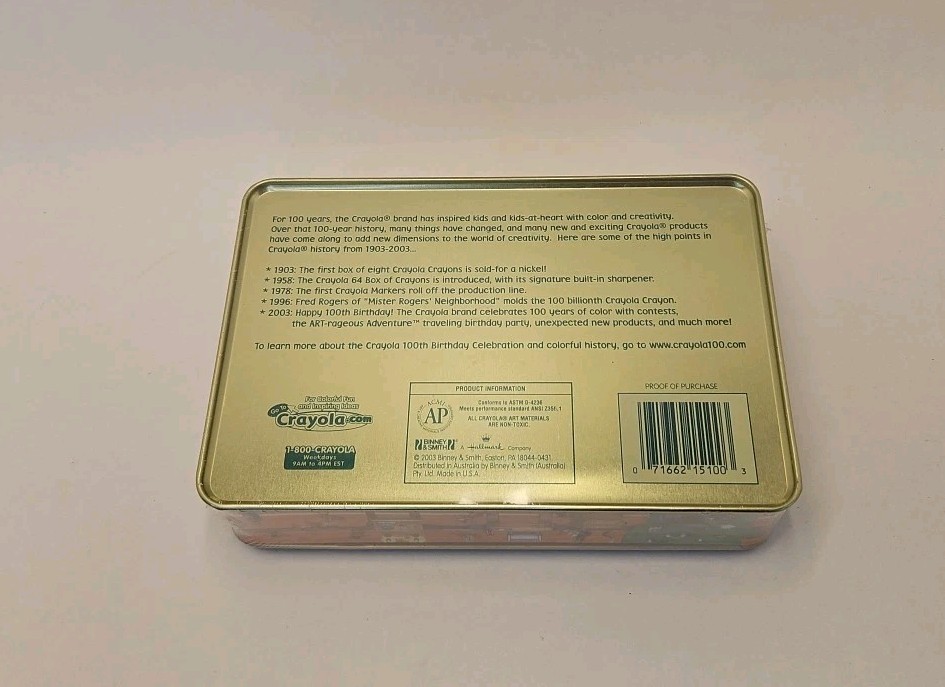 For 100 years, the Crayola® brand has inspired kids and kids-at-heart with color and creativity.
Over that 100-year history, many things have changed, and many new and exciting Crayola® products
have come along to add new dimensions to the world of creativity. Here are some of the high points in
Crayola® history from 1903-2003...
* 1903: The first box of eight Crayola Crayons is sold-for a nickel!
* 1958: The Crayola 64 Box of Crayons is introduced, with its signature built-in sharpener.
* 1978: The first Crayola Markers roll off the production line.
* 1996: Fred Rogers of "Mister Rogers' Neighborhood" molds the 100 billionth Crayola Crayon.
* 2003: Happy 100th Birthday! The Crayola brand celebrates 100 years of color with contests,
the ART-rageous Adventure™ traveling birthday party, unexpected new products, and much more!
To learn more about the Crayola 100th Birthday Celebration and colorful history, go to www.crayola100.com
For Colorful Fun
and Inspiring Ideas
Go To
Crayola.com
1-800-CRAYOLA
Weekdays
9AM to 4PM EST
PRODUCT INFORMATION
ACMI
AP
Conforms to ASTM D-4236
Meets performance standard ANSI Z356.1
ALL CRAYOLA® ART MATERIALS
ARE NON-TOXIC
BINNEY
& SMITH
A Hallmark Company
© 2003 Binney & Smith, Easton, PA 18044-0431
Distributed in Australia by Binney & Smith (Australia)
Pty. Ltd. Made in U.S.A.
PROOF OF PURCHASE
0 71662 15100 3